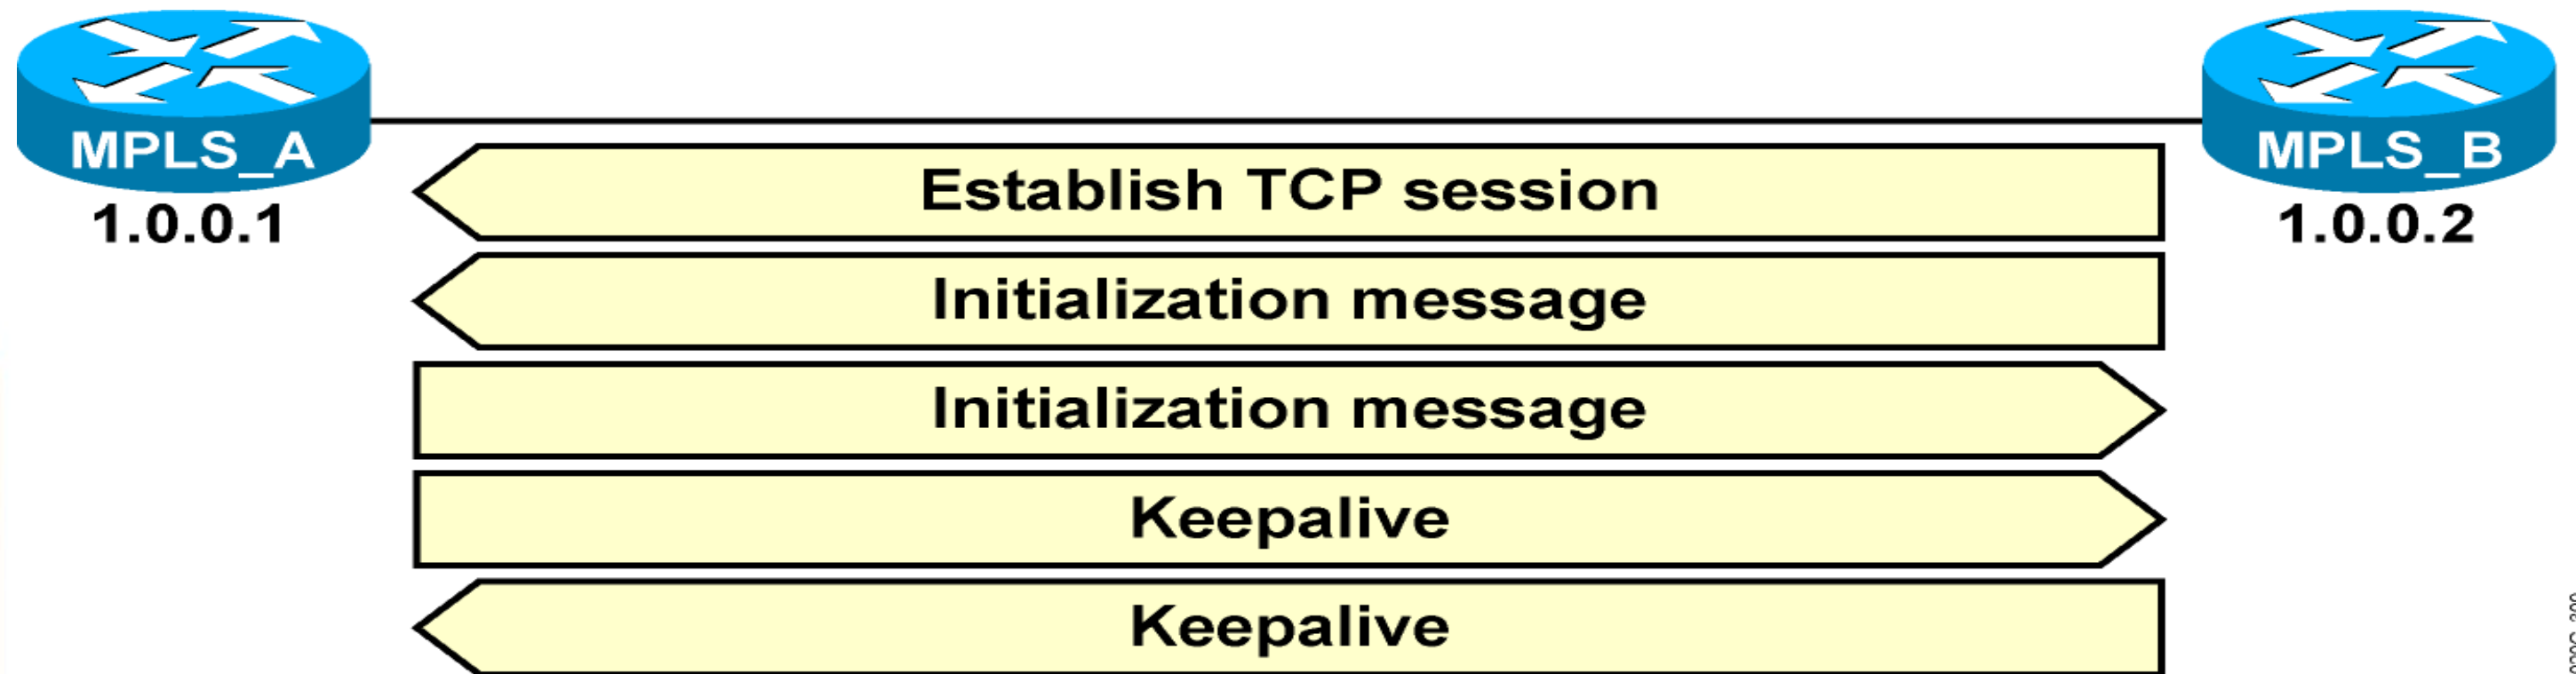 MPLS_A
MPLS_B
1.0.0.1
1.0.0.2
Establish TCP session
Initialization message
Initialization message
Keepalive
Keepalive